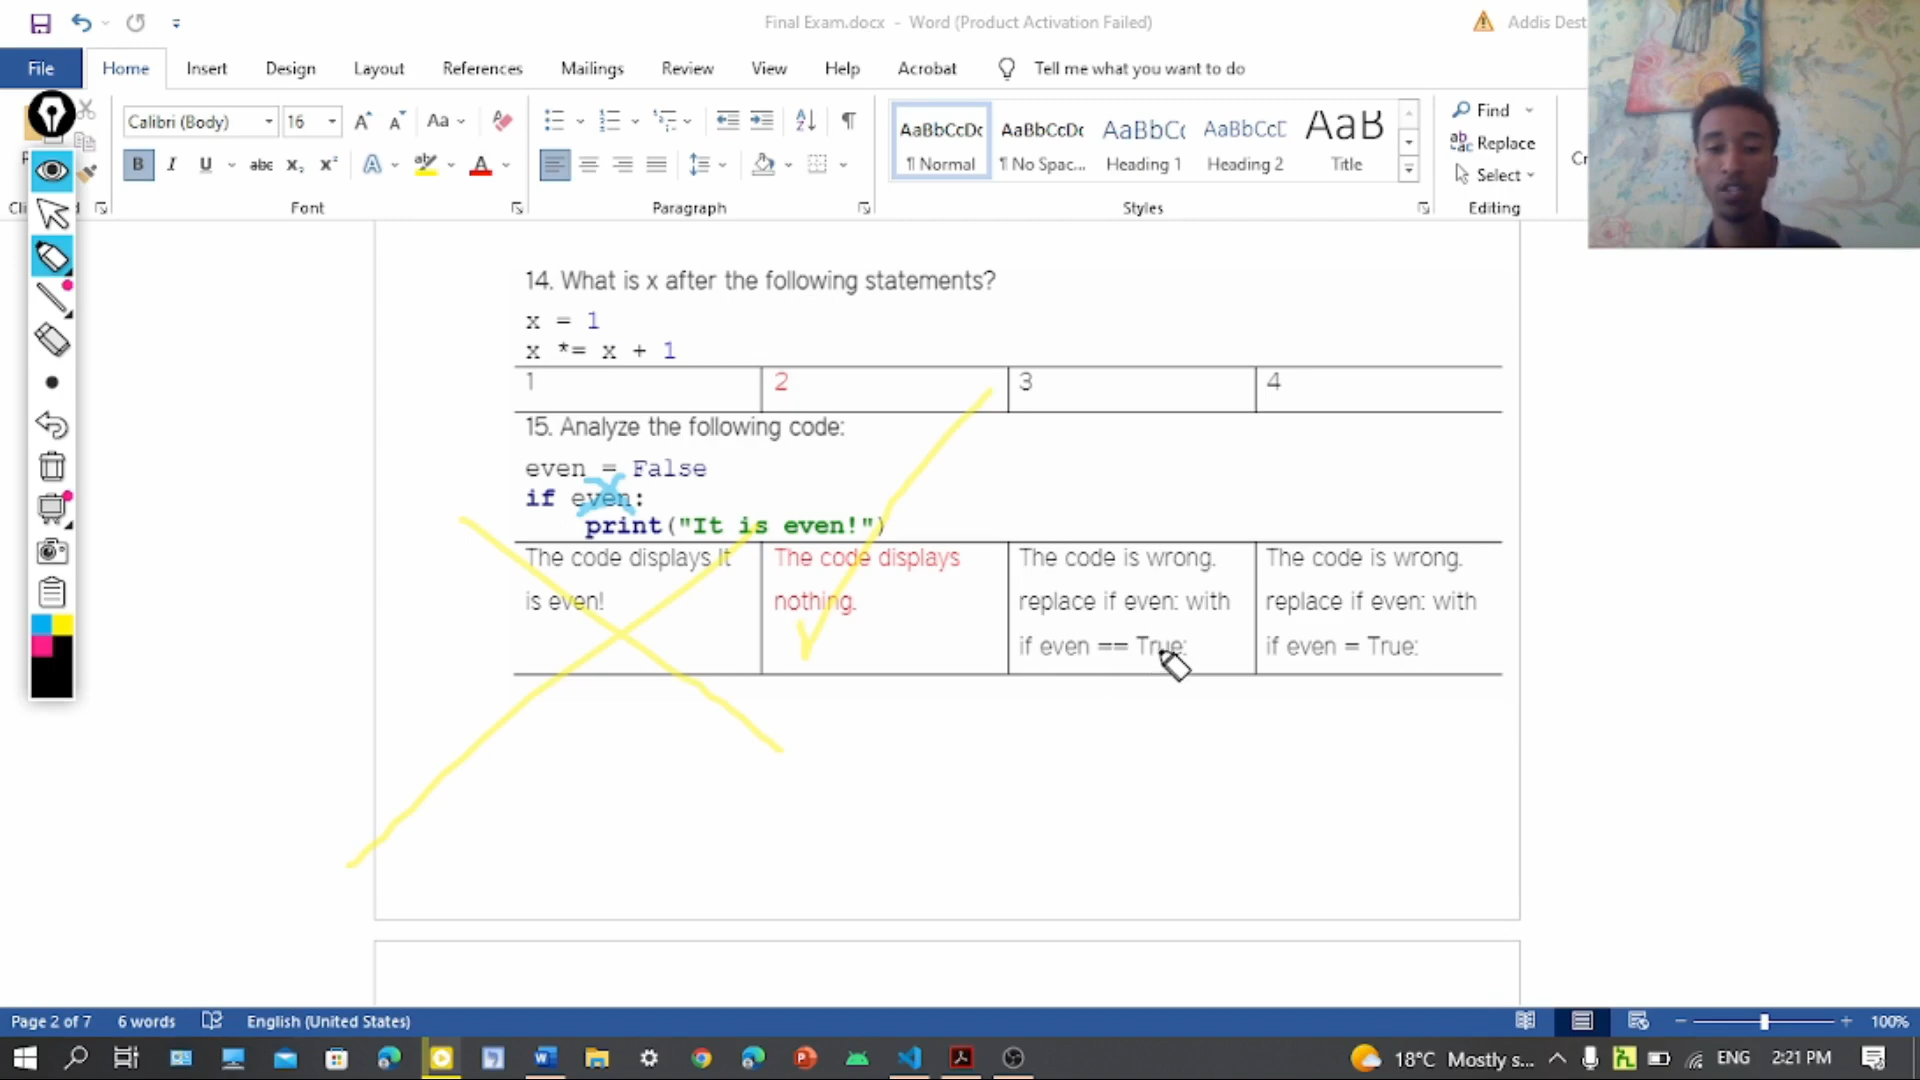 Final Exam.docx - Word (Product Activation Failed)
Addis Dest
File Home Insert Design Layout References Mailings Review View Help Acrobat Tell me what you want to do
Calibri (Body) 16 Aa
AaBbCcDc AaBbCcDc AaBbC AaBbCcD AaB
Find
Replace
B I U abc x₂ x² A A
¶ Normal ¶ No Spac... Heading 1 Heading 2 Title
Select
Font Paragraph Styles Editing
14. What is x after the following statements?
x = 1
x *= x + 1
1 2 3 4
15. Analyze the following code:
even = False
if even:
print("It is even!")
The code displays It is even!
The code displays nothing.
The code is wrong. replace if even: with if even == True:
The code is wrong. replace if even: with if even = True:
Page 2 of 7 6 words English (United States) 100%
18°C Mostly s... ENG 2:21 PM